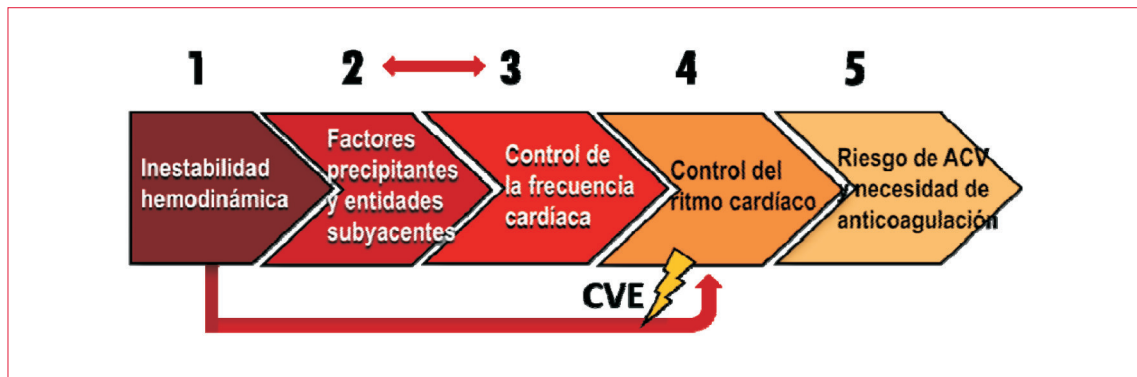 1
2
3
4
5
Inestabilidad
hemodinámica
Factores
precipitantes
y entidades
subyacentes
Control de
la frecuencia
cardíaca
Control del
ritmo cardíaco
Riesgo de ACV
y necesidad de
anticoagulación
CVE